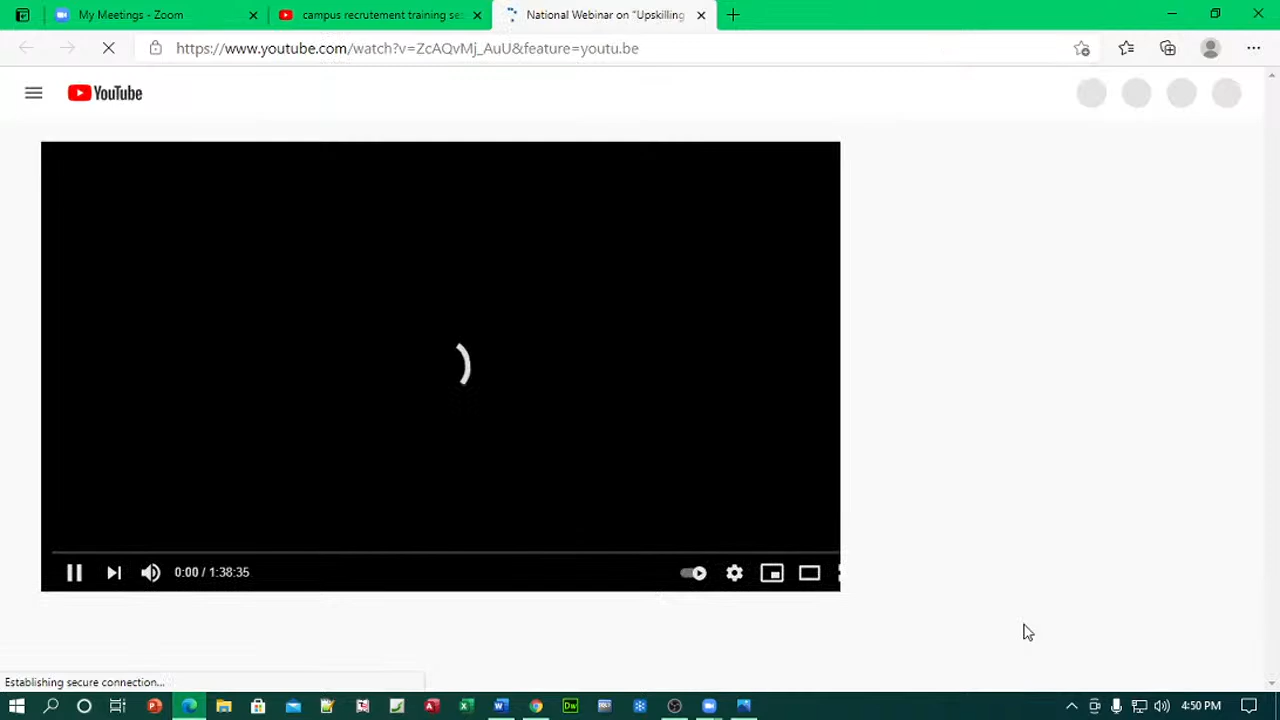 My Meetings - Zoom
campus recrutement training ses
National Webinar on "Upskilling
https://www.youtube.com/watch?v=ZcAQvMj_AuU&feature=youtu.be
YouTube
0:00 / 1:38:35
Establishing secure connection...
4:50 PM